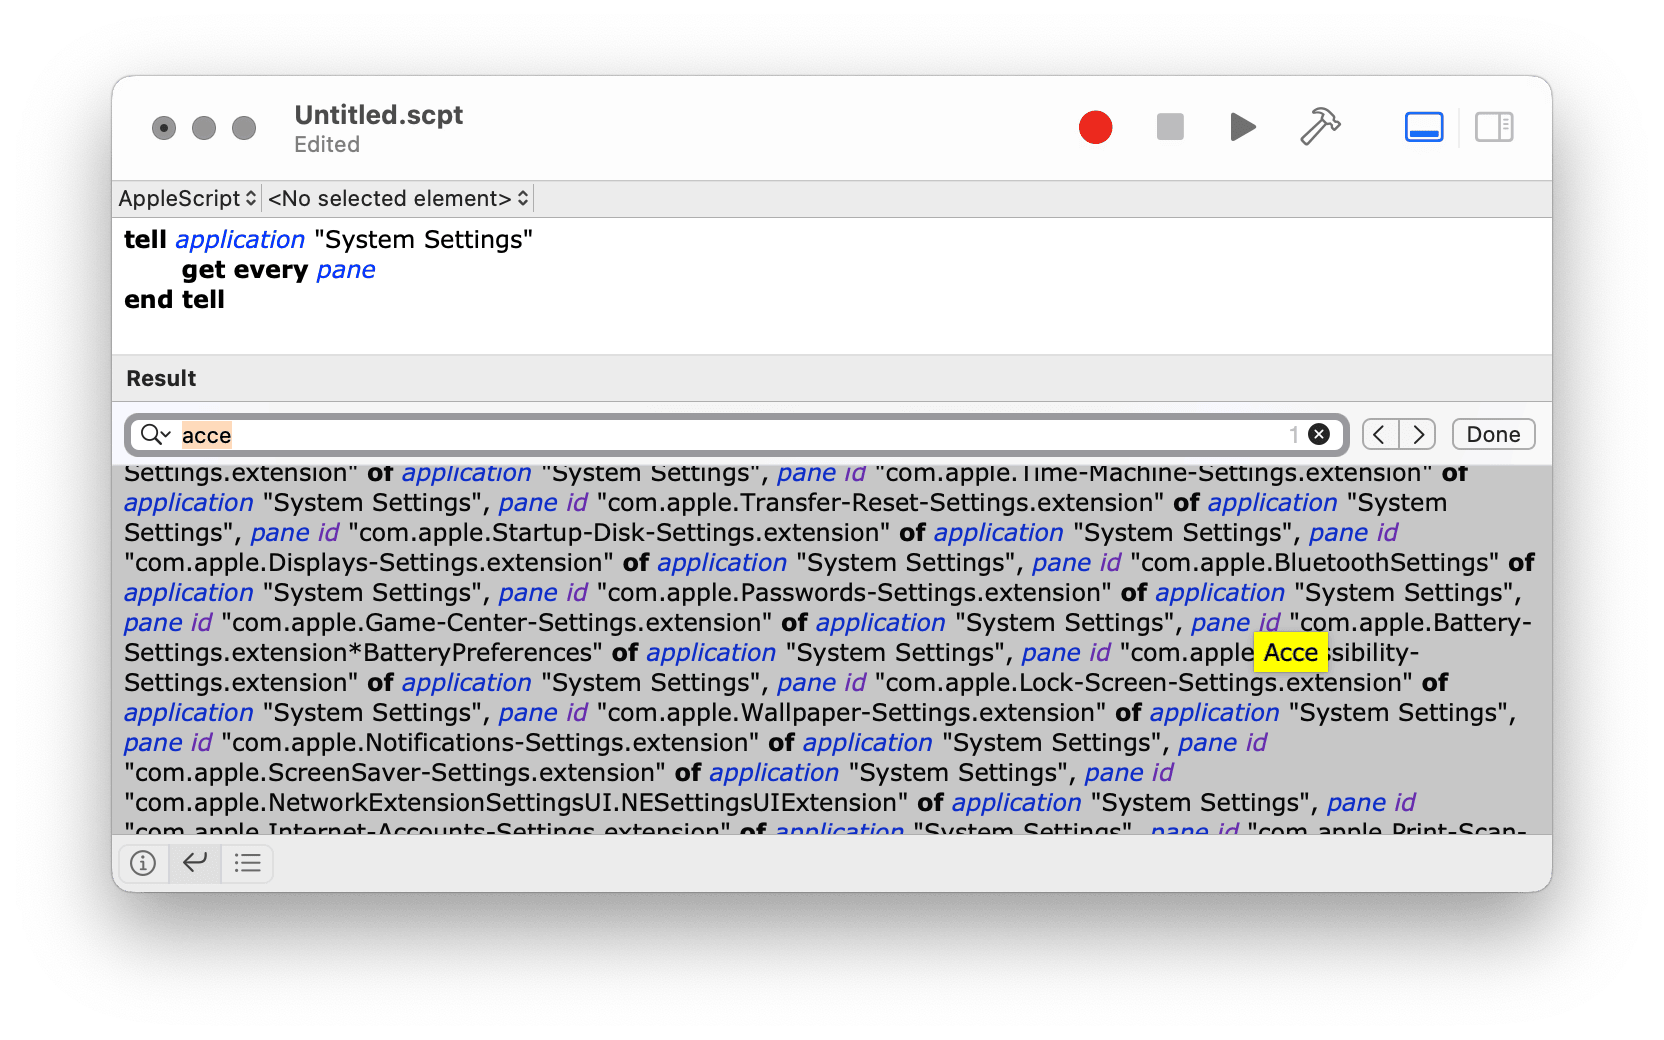 Untitled.scpt
Edited
AppleScript <No selected element>
tell application "System Settings"
get every pane
end tell
Result
acce 1 Done
Settings.extension" of application "System Settings", pane id "com.apple.Time-Machine-Settings.extension" of
application "System Settings", pane id "com.apple.Transfer-Reset-Settings.extension" of application "System
Settings", pane id "com.apple.Startup-Disk-Settings.extension" of application "System Settings", pane id
"com.apple.Displays-Settings.extension" of application "System Settings", pane id "com.apple.BluetoothSettings" of
application "System Settings", pane id "com.apple.Passwords-Settings.extension" of application "System Settings",
pane id "com.apple.Game-Center-Settings.extension" of application "System Settings", pane id "com.apple.Battery-
Settings.extension*BatteryPreferences" of application "System Settings", pane id "com.apple.Accessibility-
Settings.extension" of application "System Settings", pane id "com.apple.Lock-Screen-Settings.extension" of
application "System Settings", pane id "com.apple.Wallpaper-Settings.extension" of application "System Settings",
pane id "com.apple.Notifications-Settings.extension" of application "System Settings", pane id
"com.apple.ScreenSaver-Settings.extension" of application "System Settings", pane id
"com.apple.NetworkExtensionSettingsUI.NESettingsUIExtension" of application "System Settings", pane id
"com.apple.Internet-Accounts-Settings.extension" of application "System Settings", pane id "com.apple.Print-Scan-